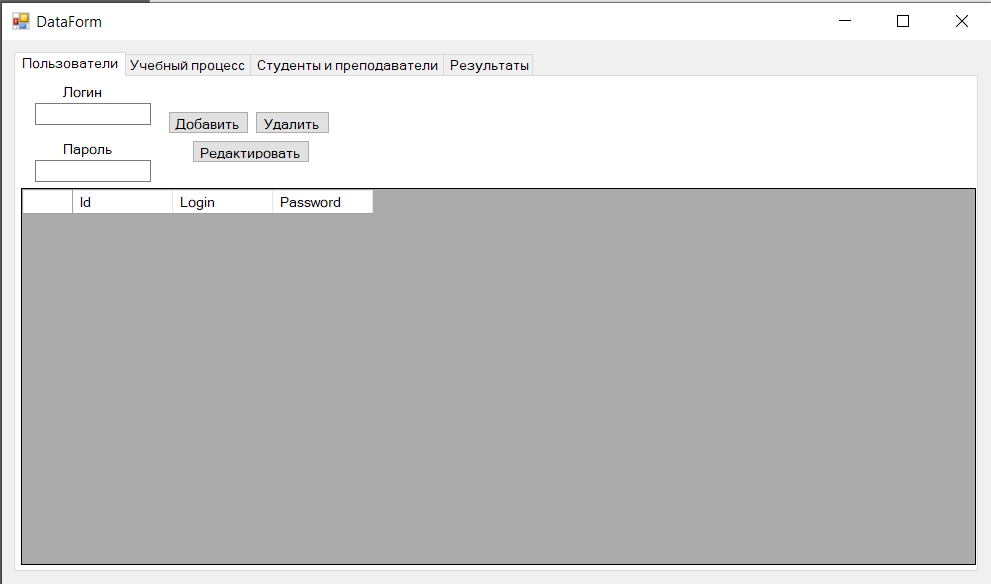 DataForm
Пользователи Учебный процесс Студенты и преподаватели Результаты
Логин
Добавить Удалить
Пароль
Редактировать
Id Login Password